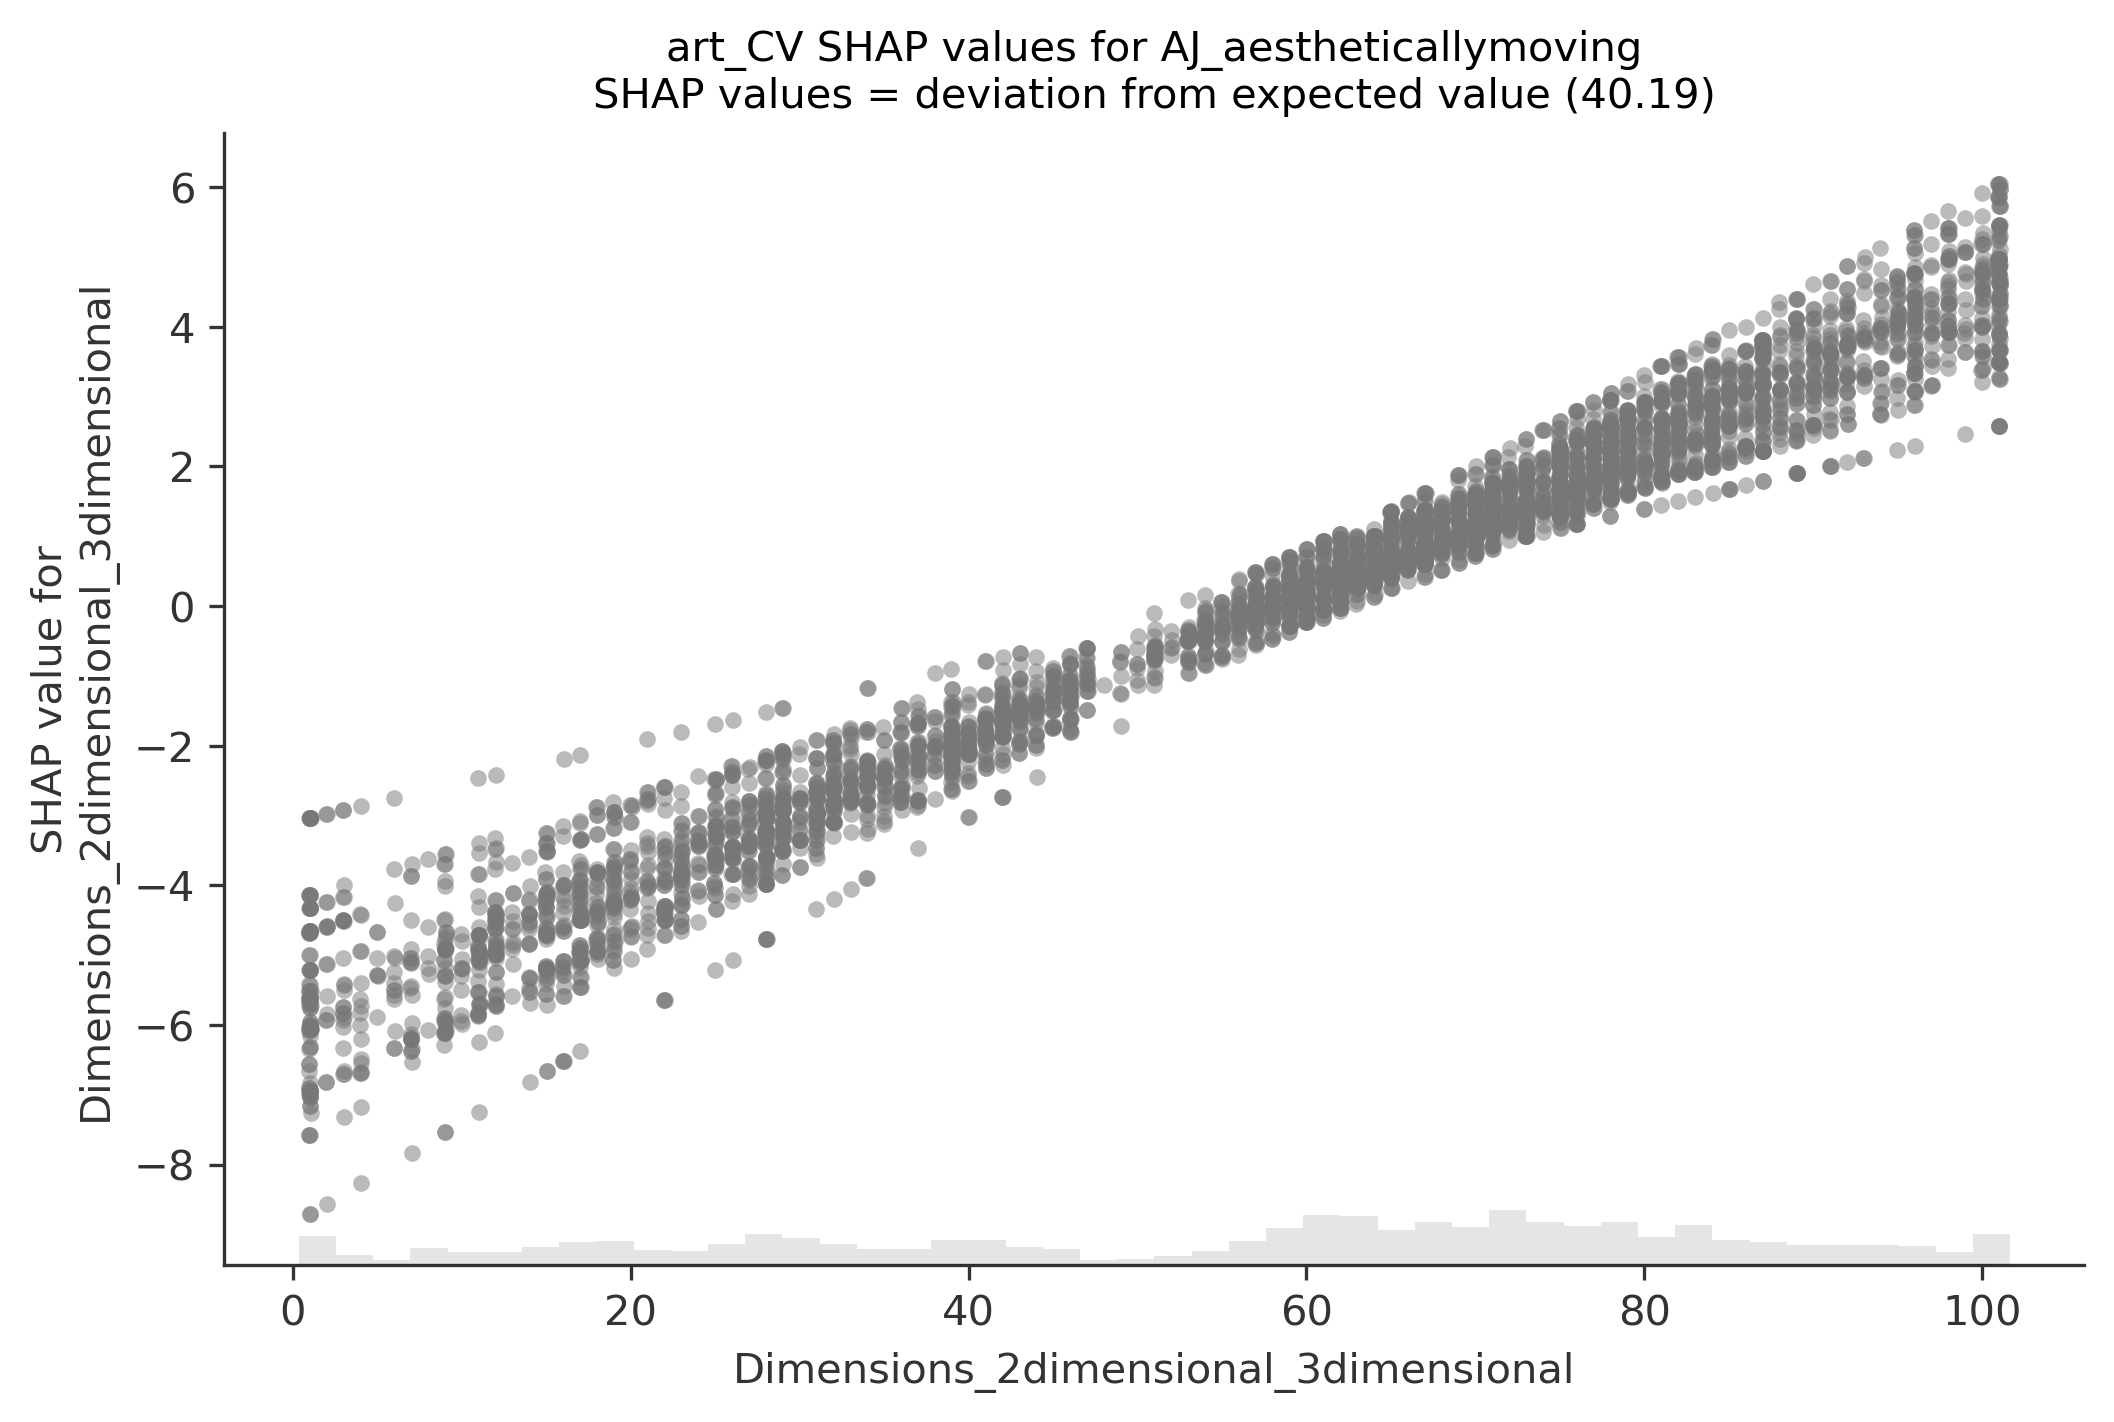 art_CV SHAP values for AJ_aestheticallymoving
SHAP values = deviation from expected value (40.19)
SHAP value for
Dimensions_2dimensional_3dimensional
6
4
2
0
−2
−4
−6
−8
0
20
40
60
80
100
Dimensions_2dimensional_3dimensional